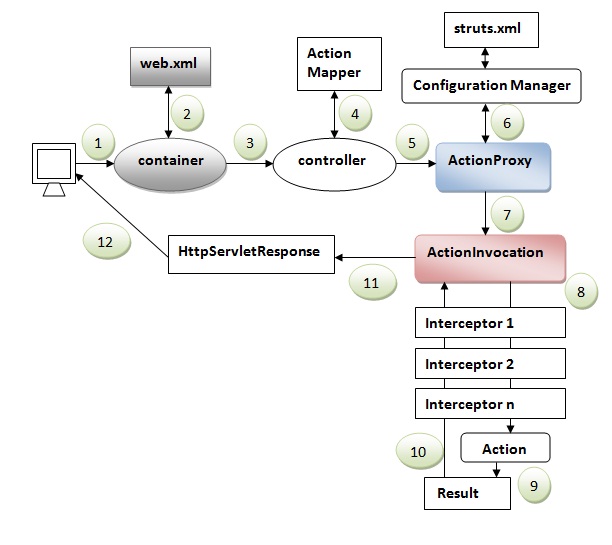 struts.xml
web.xml
Action
Mapper
Configuration Manager
2
4
6
1
3
5
container
controller
ActionProxy
7
12
HttpServletResponse
ActionInvocation
11
8
Interceptor 1
Interceptor 2
Interceptor n
10
Action
9
Result